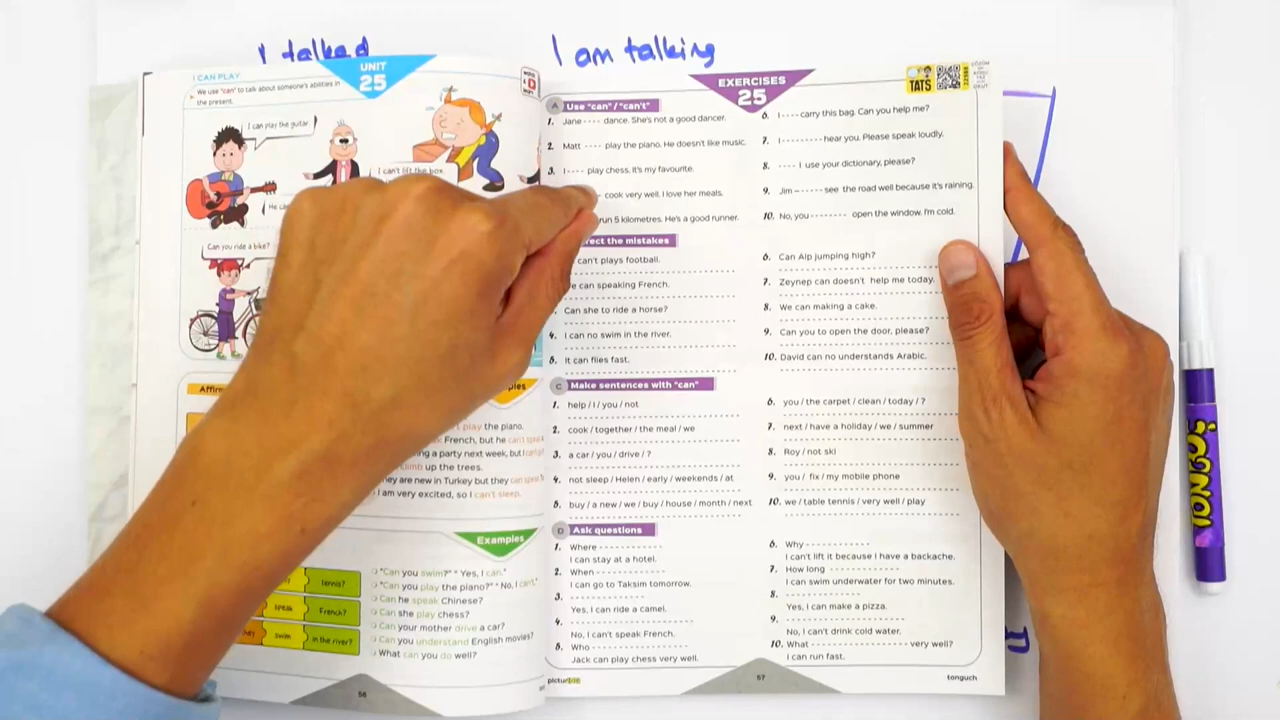 I talked
I am talking
I CAN PLAY
We use "can" to talk about someone's abilities in
the present.
UNIT
25
I can play the guitar.
I can't lift the box.
Can you ride a bike?
ples
play the piano.
French, but he can't
ng a party next week, but I
climb up the trees.
They are new in Turkey but they can
I am very excited, so I can't sleep.
Examples
tennis?
speak French?
swim in the river?
"Can you swim?" "Yes, I can."
"Can you play the piano?" "No, I can't."
Can he speak Chinese?
Can she play chess?
Can your mother drive a car?
Can you understand English movies?
What can you do well?
56
EXERCISES
25
TATS
A Use "can" / "can't"
1. Jane ---- dance. She's not a good dancer.
2. Matt ---- play the piano. He doesn't like music.
3. I ---- play chess. It's my favourite.
- cook very well. I love her meals.
run 5 kilometres. He's a good runner.
6. I ---- carry this bag. Can you help me?
7. I --------- hear you. Please speak loudly.
8. ---- I use your dictionary, please?
9. Jim ------ see the road well because it's raining.
10. No, you -------- open the window. I'm cold.
rect the mistakes
can't plays football.
e can speaking French.
Can she to ride a horse?
4. I can no swim in the river.
5. It can flies fast.
6. Can Alp jumping high?
7. Zeynep can doesn't help me today.
8. We can making a cake.
9. Can you to open the door, please?
10. David can no understands Arabic.
C Make sentences with "can"
1. help / I / you / not
2. cook / together / the meal / we
3. a car / you / drive / ?
4. not sleep / Helen / early / weekends / at
5. buy / a new / we / buy / house / month / next
6. you / the carpet / clean / today / ?
7. next / have a holiday / we / summer
8. Roy / not ski
9. you / fix / my mobile phone
10. we / table tennis / very well / play
D Ask questions
1. Where ------------
I can stay at a hotel.
2. When ------------
I can go to Taksim tomorrow.
3. ------------
Yes, I can ride a camel.
4. ------------
No, I can't speak French.
5. Who ------------
Jack can play chess very well.
6. Why ------------
I can't lift it because I have a backache.
7. How long ------------
I can swim underwater for two minutes.
8. ------------
Yes, I can make a pizza.
9. ------------
No, I can't drink cold water.
10. What ------------ very well?
I can run fast.
picturbite
57
tonguch
TONGUÇ